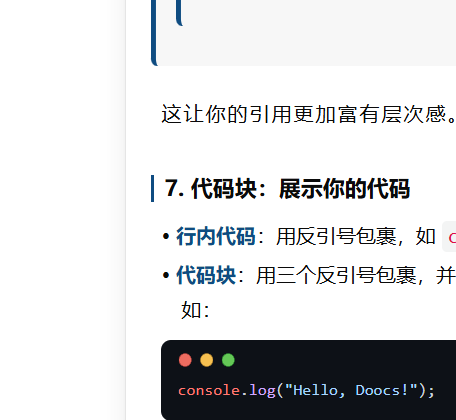 这让你的引用更加富有层次感。
7. 代码块：展示你的代码
• 行内代码：用反引号包裹，如
• 代码块：用三个反引号包裹，并
如：
console.log("Hello, Doocs!");